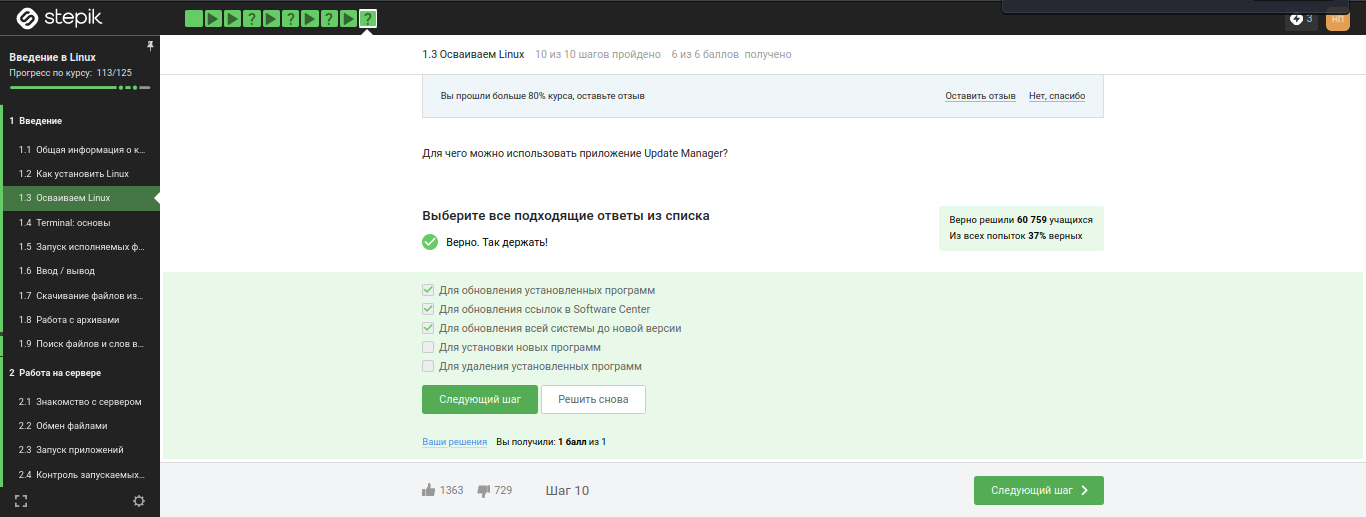 stepik
3
НП
Введение в Linux
Прогресс по курсу: 113/125
1 Введение
1.1 Общая информация о к...
1.2 Как установить Linux
1.3 Осваиваем Linux
1.4 Terminal: основы
1.5 Запуск исполняемых ф...
1.6 Ввод / вывод
1.7 Скачивание файлов из...
1.8 Работа с архивами
1.9 Поиск файлов и слов в...
2 Работа на сервере
2.1 Знакомство с сервером
2.2 Обмен файлами
2.3 Запуск приложений
2.4 Контроль запускаемых...
1.3 Осваиваем Linux 10 из 10 шагов пройдено 6 из 6 баллов получено
Вы прошли больше 80% курса, оставьте отзыв Оставить отзыв Нет, спасибо
Для чего можно использовать приложение Update Manager?
Выберите все подходящие ответы из списка
Верно. Так держать!
Верно решили 60 759 учащихся
Из всех попыток 37% верных
Для обновления установленных программ
Для обновления ссылок в Software Center
Для обновления всей системы до новой версии
Для установки новых программ
Для удаления установленных программ
Следующий шаг Решить снова
Ваши решения Вы получили: 1 балл из 1
1363 729 Шаг 10 Следующий шаг